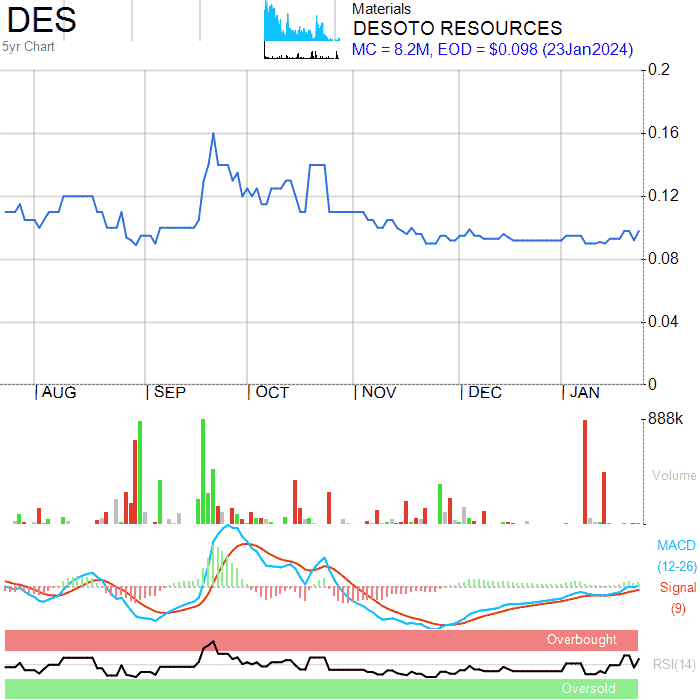 DES
5yr Chart
Materials
DESOTO RESOURCES
MC = 8.2M, EOD = $0.098 (23Jan2024)
0.2
0.16
0.12
0.08
0.04
0
AUG SEP OCT NOV DEC JAN
888k
Volume
MACD
(12-26)
Signal
(9)
Overbought
RSI(14)
Oversold